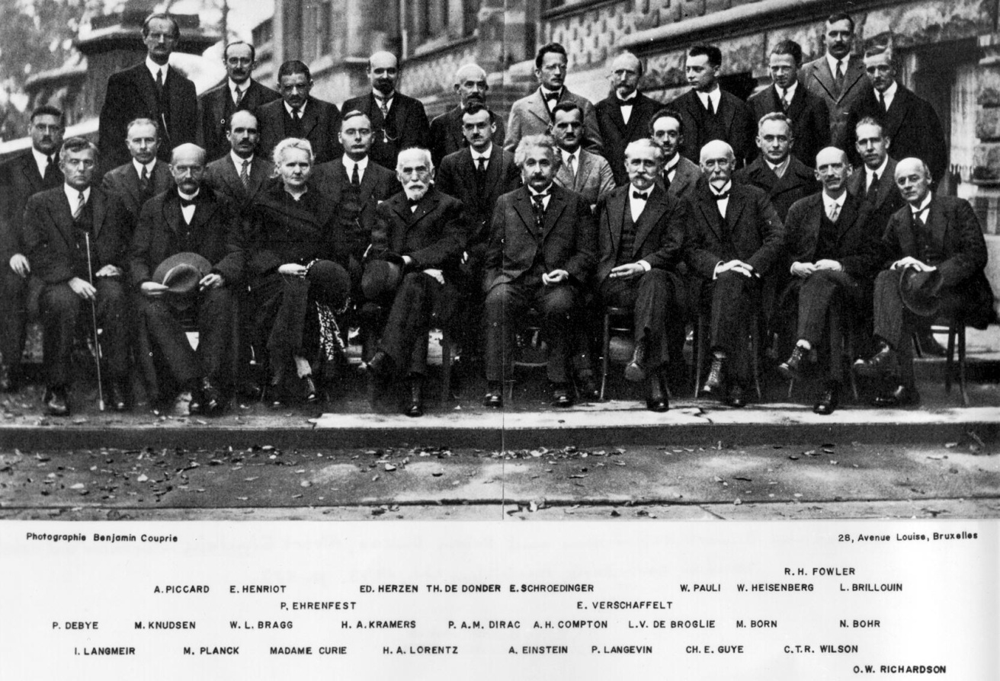 Photographie Benjamin Couprie 28, Avenue Louise, Bruxelles
R.H. FOWLER
A.PICCARD E.HENRIOT ED. HERZEN TH. DE DONDER E.SCHROEDINGER W. PAULI W. HEISENBERG L. BRILLOUIN
P. EHRENFEST E. VERSCHAFFELT
P. DEBYE M. KNUDSEN W. L. BRAGG H. A. KRAMERS P. A.M. DIRAC A.H. COMPTON L.V. DE BROGLIE M. BORN N. BOHR
I. LANGMEIR M. PLANCK MADAME CURIE H. A. LORENTZ A. EINSTEIN P. LANGEVIN CH. E. GUYE C.T.R. WILSON
O.W. RICHARDSON